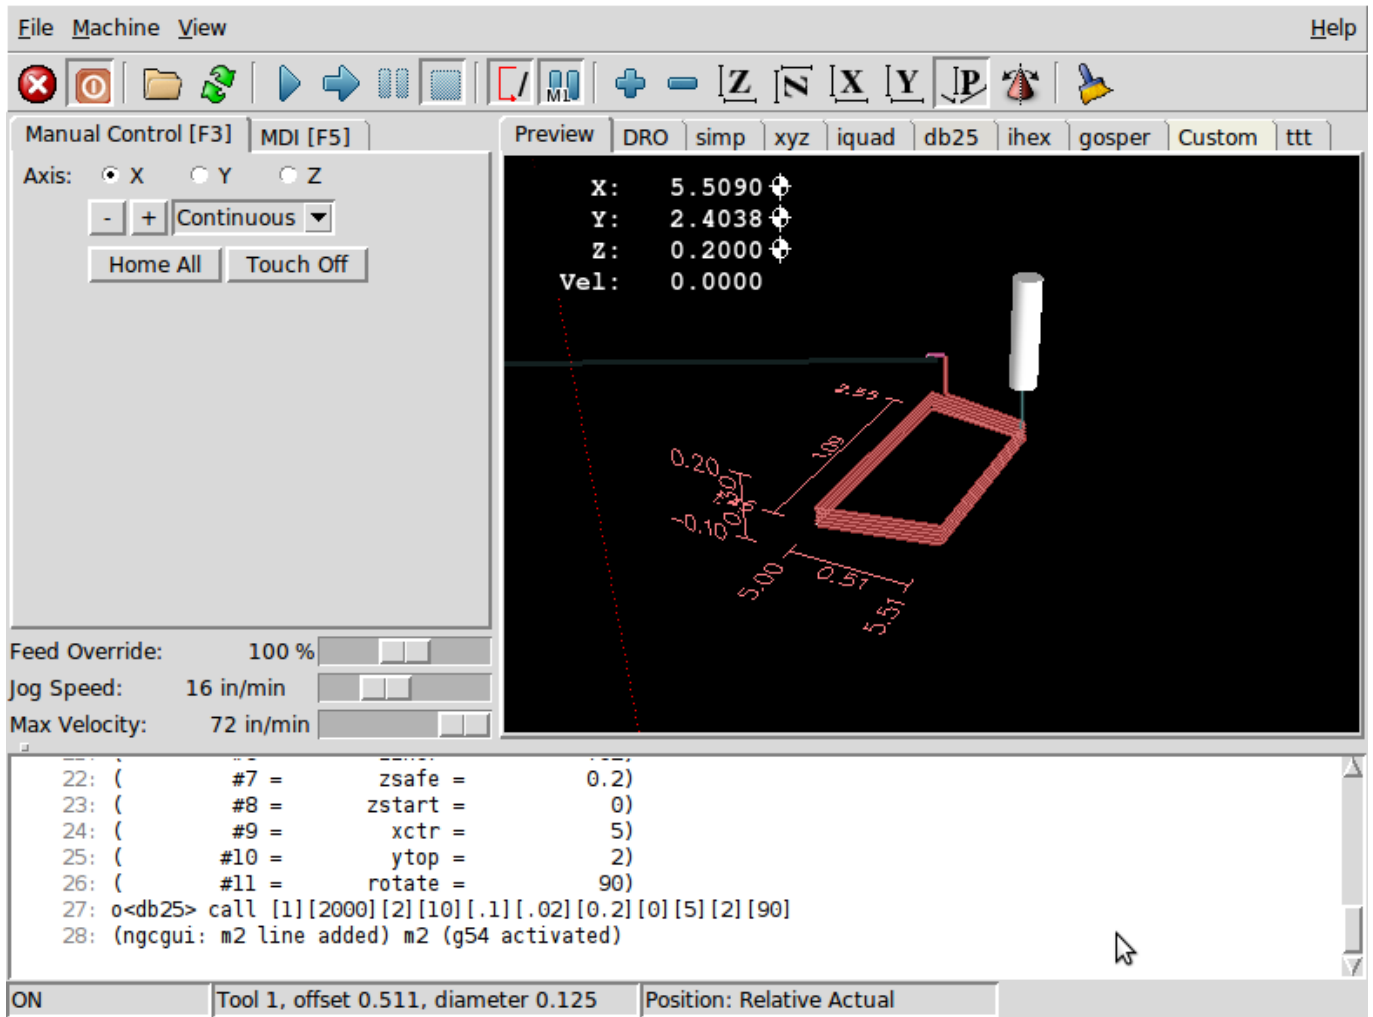 File Machine View Help
M1 Z N X Y P
Manual Control [F3] MDI [F5] Preview DRO simp xyz iquad db25 ihex gosper Custom ttt
Axis: X Y Z
- + Continuous
Home All Touch Off
X: 5.5090
Y: 2.4038
Z: 0.2000
Vel: 0.0000
2.59
0.20
-0.10
5.00
0.51
5.51
Feed Override: 100 %
Jog Speed: 16 in/min
Max Velocity: 72 in/min
22: ( #7 = zsafe = 0.2)
23: ( #8 = zstart = 0)
24: ( #9 = xctr = 5)
25: ( #10 = ytop = 2)
26: ( #11 = rotate = 90)
27: o<db25> call [1][2000][2][10][.1][.02][0.2][0][5][2][90]
28: (ngcgui: m2 line added) m2 (g54 activated)
ON Tool 1, offset 0.511, diameter 0.125 Position: Relative Actual